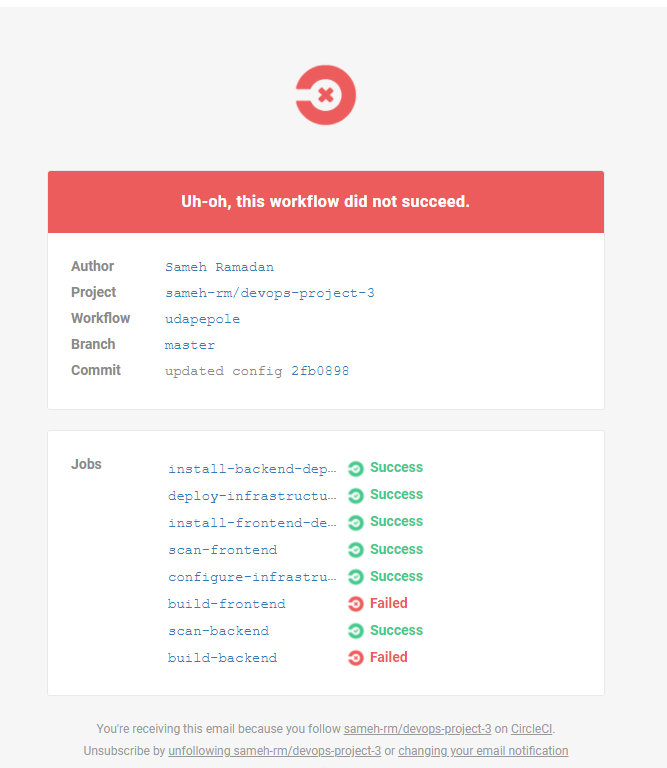 Uh-oh, this workflow did not succeed.
Author Sameh Ramadan
Project sameh-rm/devops-project-3
Workflow udapepole
Branch master
Commit updated config 2fb0898
Jobs
install-backend-dep… Success
deploy-infrastructu… Success
install-frontend-de… Success
scan-frontend Success
configure-infrastru… Success
build-frontend Failed
scan-backend Success
build-backend Failed
You're receiving this email because you follow sameh-rm/devops-project-3 on CircleCI.
Unsubscribe by unfollowing sameh-rm/devops-project-3 or changing your email notification